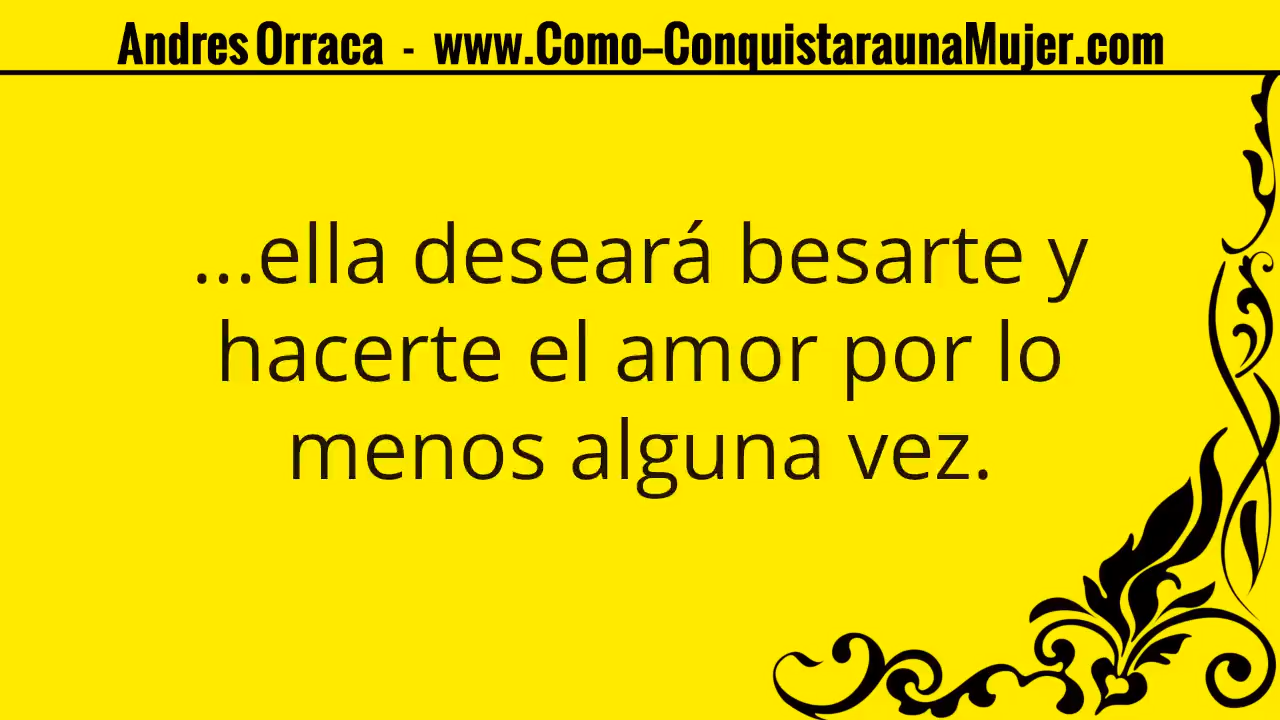 Andres Orraca - www.Como-ConquistaraunaMujer.com
...ella deseará besarte y
hacerte el amor por lo
menos alguna vez.